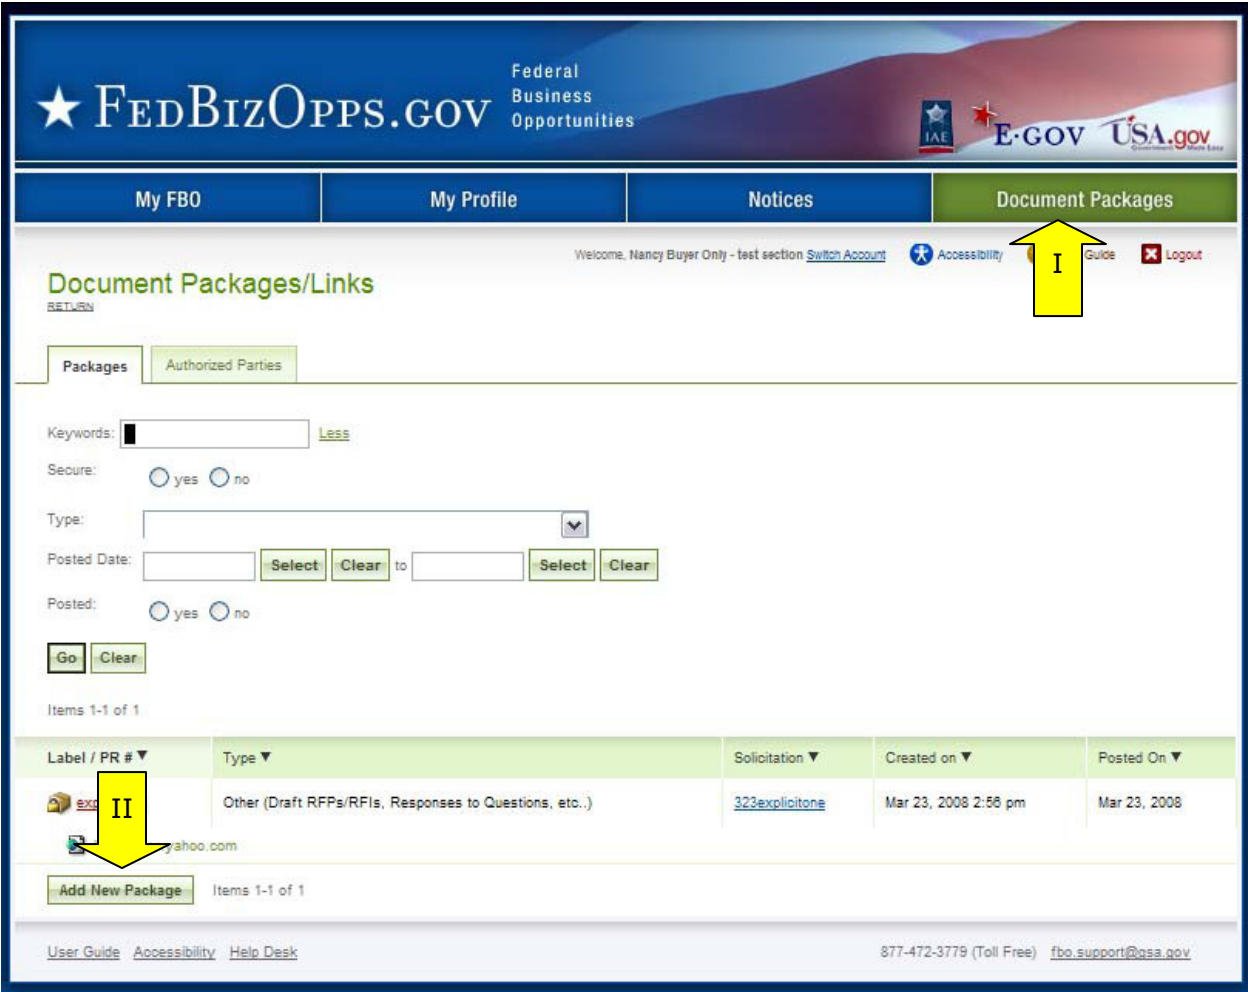 FedBizOpps.gov
Federal
Business
Opportunities
IAE
E-GOV
USA.gov
My FBO
My Profile
Notices
Document Packages
Welcome, Nancy Buyer Only - test section Switch Account
Accessibility
Guide
Logout
I
Document Packages/Links
RETURN
Packages
Authorized Parties
Keywords:
Less
Secure:
yes
no
Type:
Posted Date:
Select
Clear
to
Select
Clear
Posted:
yes
no
Go
Clear
Items 1-1 of 1
Label / PR #
Type
Solicitation
Created on
Posted On
exp
Other (Draft RFPs/RFIs, Responses to Questions, etc..)
323explicitone
Mar 23, 2008 2:56 pm
Mar 23, 2008
II
yahoo.com
Add New Package
Items 1-1 of 1
User Guide
Accessibility
Help Desk
877-472-3779 (Toll Free)
fbo.support@gsa.gov